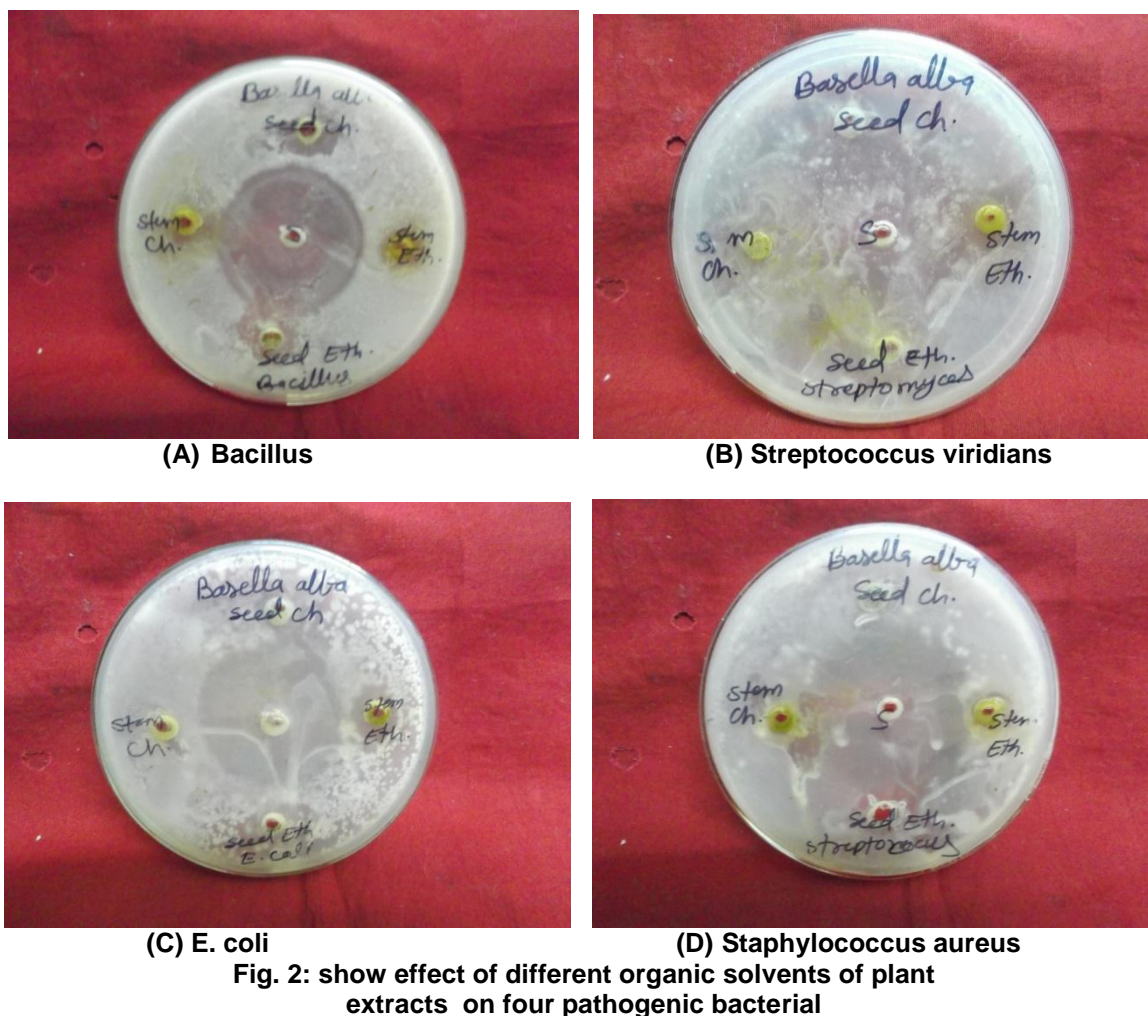 Basella alb.
seed ch.
stem
ch.
stem
Eth.
seed Eth.
Bacillus
(A) Bacillus
Basella alba
seed ch.
m
ch.
S
stem
Eth.
seed Eth.
streptomyces
(B) Streptococcus viridians
Basella alba
seed ch
stem
ch.
stem
Eth.
seed Eth
E. coli
(C) E. coli
Basella alba
seed ch.
stem
ch.
S
stem
Eth.
seed Eth.
(D) Staphylococcus aureus
Fig. 2: show effect of different organic solvents of plant
extracts on four pathogenic bacterial